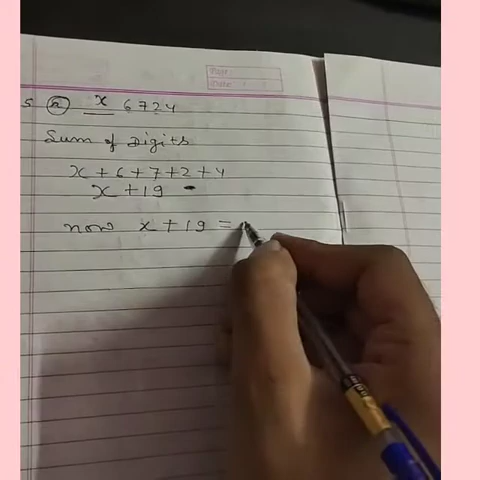 5 (a) x 6724
Sum of Digits
x + 6 + 7 + 2 + 4
x + 19
now x + 19 =